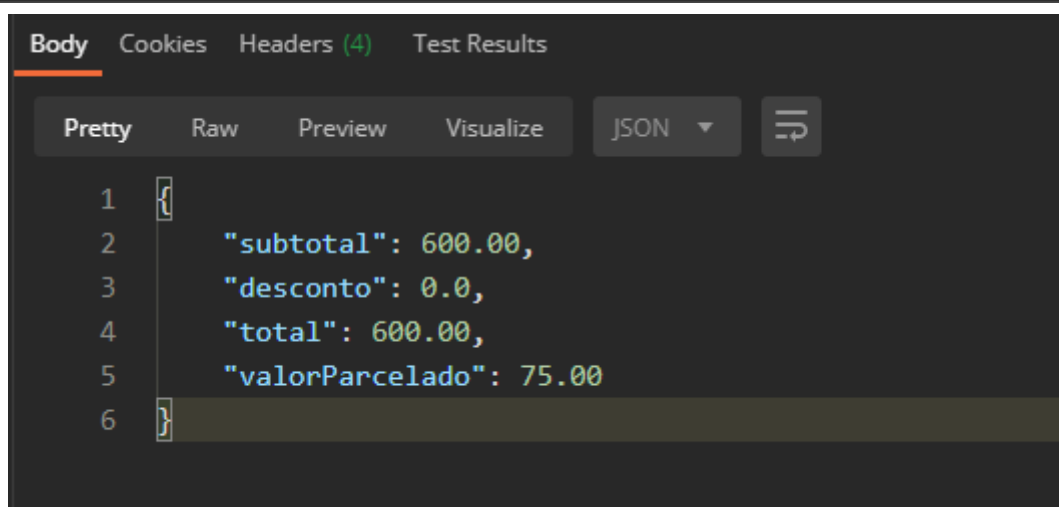 Body Cookies Headers (4) Test Results
Pretty Raw Preview Visualize JSON
1 {
2 "subtotal": 600.00,
3 "desconto": 0.0,
4 "total": 600.00,
5 "valorParcelado": 75.00
6 }